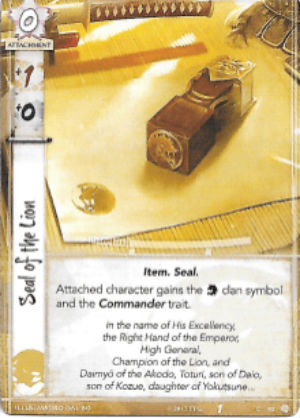 0
ATTACHMENT
+1
+0
Seal of the Lion
Item. Seal.
Attached character gains the clan symbol
and the Commander trait.
In the name of His Excellency,
the Right Hand of the Emperor,
High General,
Champion of the Lion, and
Daimyō of the Akodo, Toturi, son of Daio,
son of Kozue, daughter of Yokutsune...